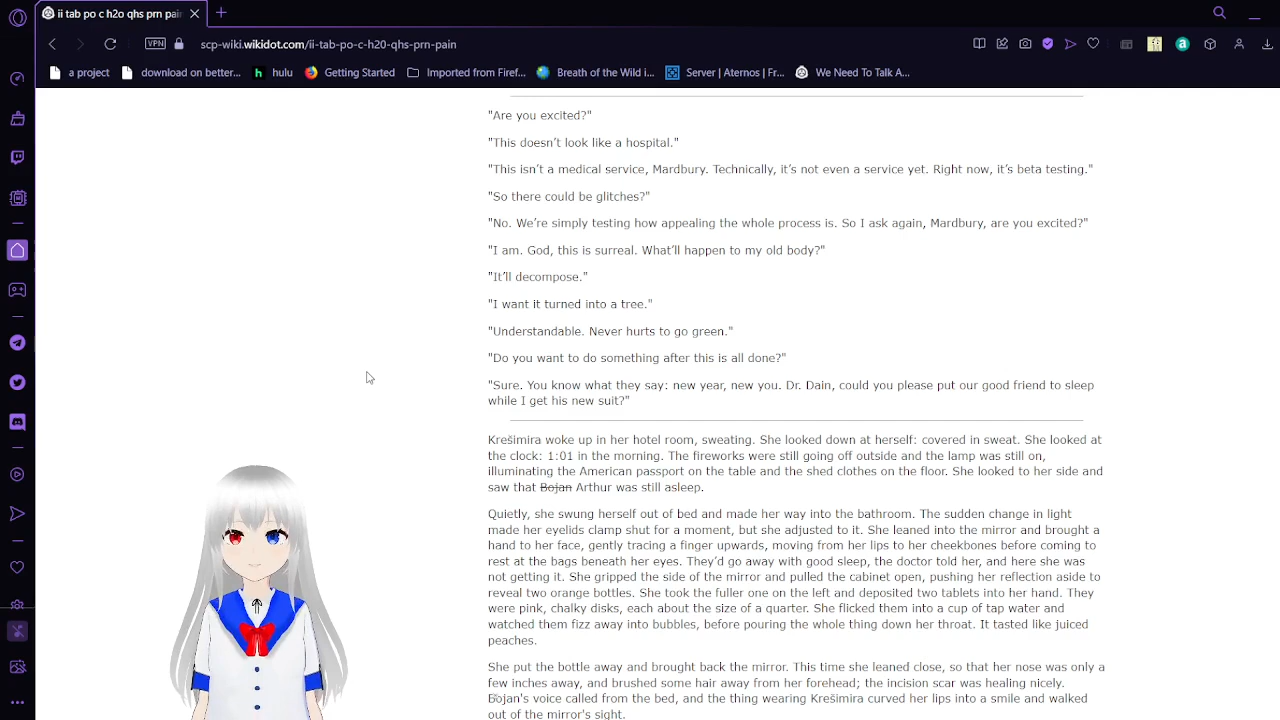 ii tab po c h2o qhs prn pain
VPN
scp-wiki.wikidot.com/ii-tab-po-c-h20-qhs-prn-pain
a project
download on better...
hulu
Getting Started
Imported from Firef...
Breath of the Wild i...
Server | Aternos | Fr...
We Need To Talk A...
"Are you excited?"
"This doesn’t look like a hospital."
"This isn’t a medical service, Mardbury. Technically, it’s not even a service yet. Right now, it’s beta testing."
"So there could be glitches?"
"No. We’re simply testing how appealing the whole process is. So I ask again, Mardbury, are you excited?"
"I am. God, this is surreal. What’ll happen to my old body?"
"It’ll decompose."
"I want it turned into a tree."
"Understandable. Never hurts to go green."
"Do you want to do something after this is all done?"
"Sure. You know what they say: new year, new you. Dr. Dain, could you please put our good friend to sleep
while I get his new suit?"
Krešimira woke up in her hotel room, sweating. She looked down at herself: covered in sweat. She looked at
the clock: 1:01 in the morning. The fireworks were still going off outside and the lamp was still on,
illuminating the American passport on the table and the shed clothes on the floor. She looked to her side and
saw that Bojan Arthur was still asleep.
Quietly, she swung herself out of bed and made her way into the bathroom. The sudden change in light
made her eyelids clamp shut for a moment, but she adjusted to it. She leaned into the mirror and brought a
hand to her face, gently tracing a finger upwards, moving from her lips to her cheekbones before coming to
rest at the bags beneath her eyes. They’d go away with good sleep, the doctor told her, and here she was
not getting it. She gripped the side of the mirror and pulled the cabinet open, pushing her reflection aside to
reveal two orange bottles. She took the fuller one on the left and deposited two tablets into her hand. They
were pink, chalky disks, each about the size of a quarter. She flicked them into a cup of tap water and
watched them fizz away into bubbles, before pouring the whole thing down her throat. It tasted like juiced
peaches.
She put the bottle away and brought back the mirror. This time she leaned close, so that her nose was only a
few inches away, and brushed some hair away from her forehead; the incision scar was healing nicely.
Bojan's voice called from the bed, and the thing wearing Krešimira curved her lips into a smile and walked
out of the mirror's sight.